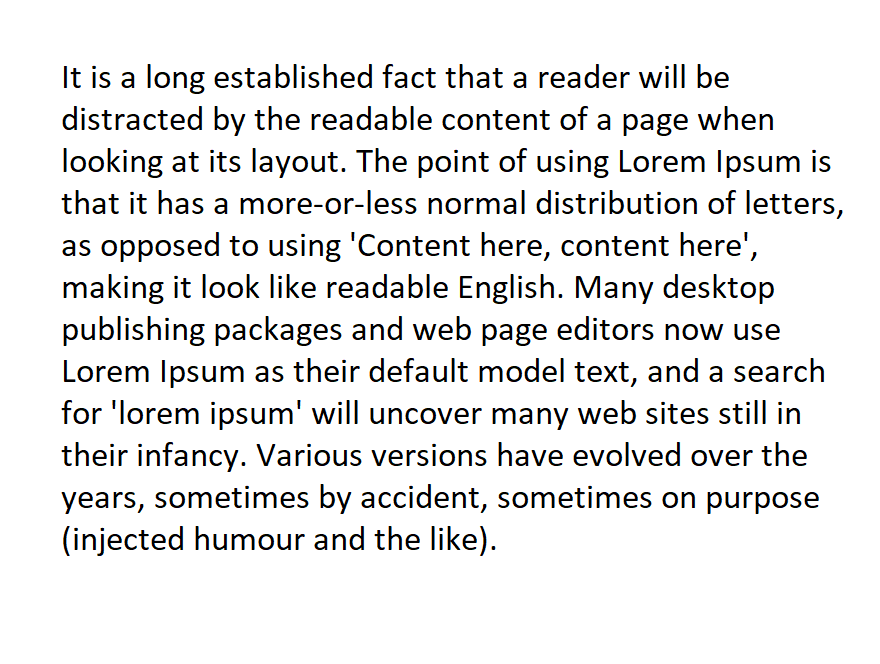 It is a long established fact that a reader will be
distracted by the readable content of a page when
looking at its layout. The point of using Lorem Ipsum is
that it has a more-or-less normal distribution of letters,
as opposed to using 'Content here, content here',
making it look like readable English. Many desktop
publishing packages and web page editors now use
Lorem Ipsum as their default model text, and a search
for 'lorem ipsum' will uncover many web sites still in
their infancy. Various versions have evolved over the
years, sometimes by accident, sometimes on purpose
(injected humour and the like).